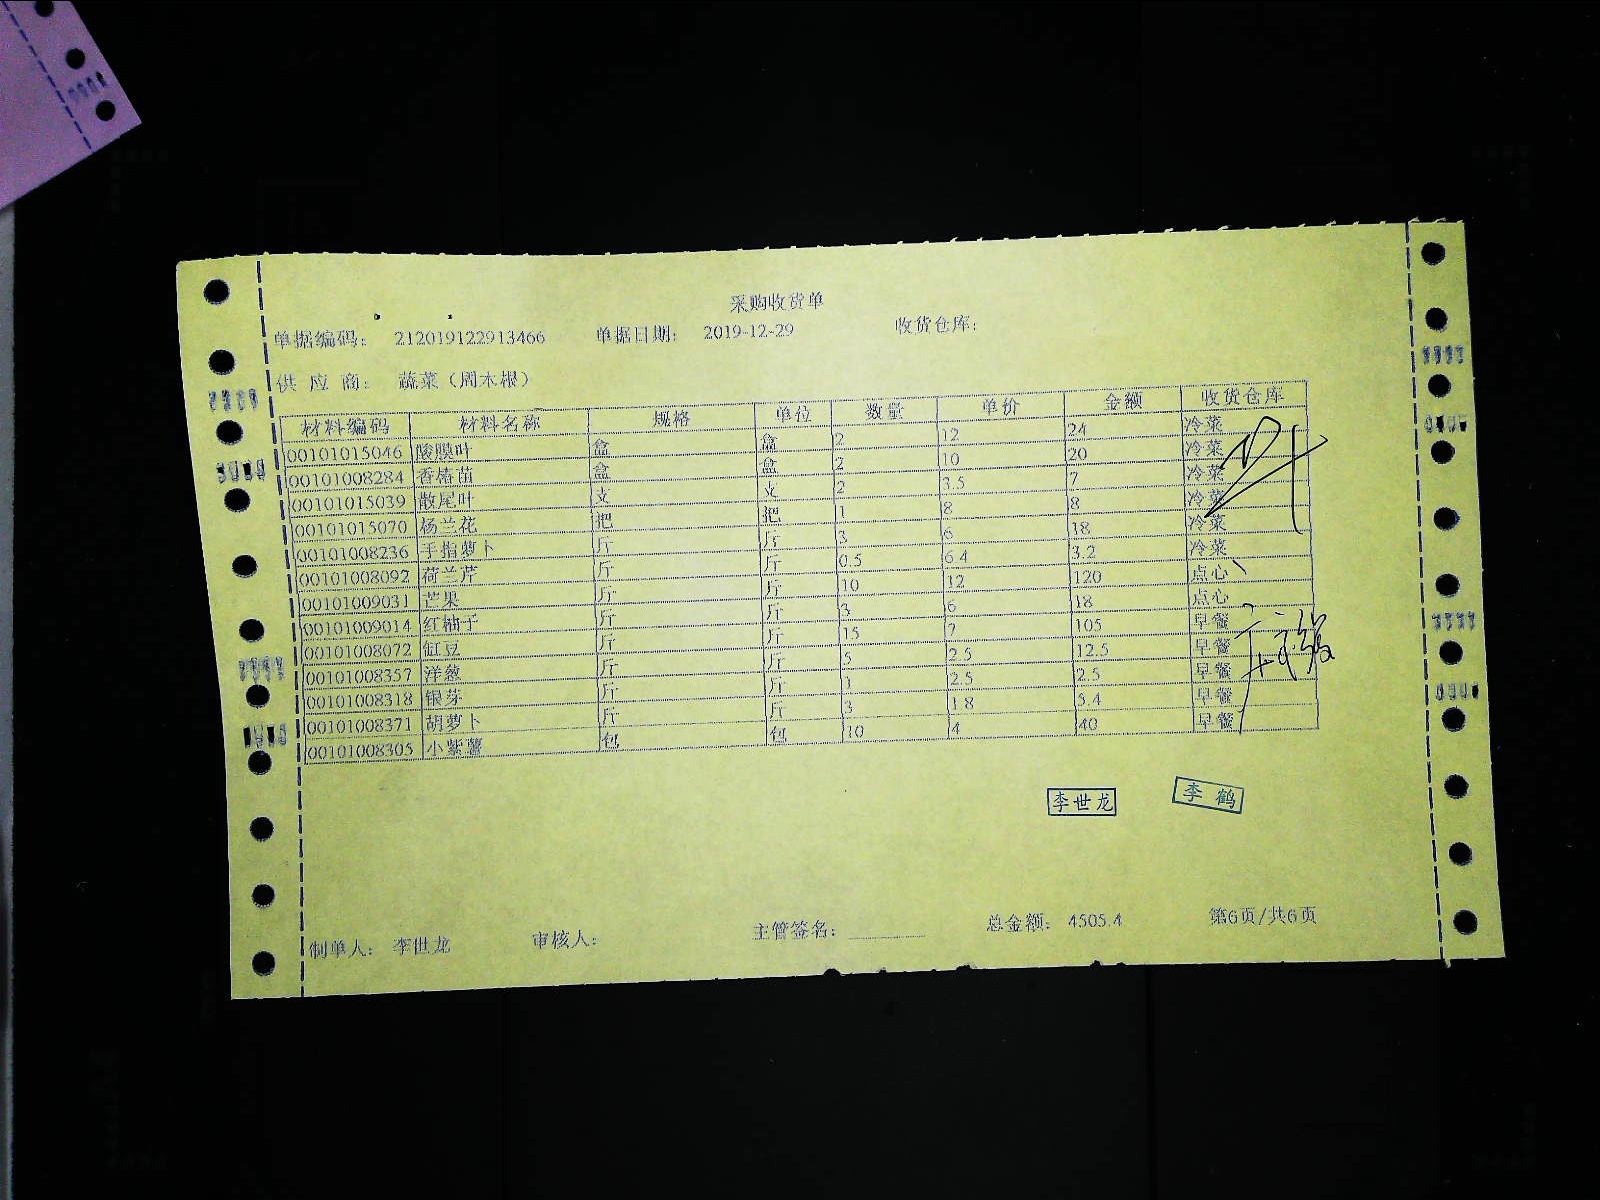 采购收货单
单据编码： 212019122913466 单据日期： 2019-12-29 收货仓库：
供 应 商： 蔬菜（周木根）
材料编码 材料名称 规格 单位 数量 单价 金额 收货仓库
00101015046 酸膜叶 盒 盒 2 12 24 冷菜
00101008284 香椿苗 盒 盒 2 10 20 冷菜
00101015039 散尾叶 支 支 2 3.5 7 冷菜
00101015070 杨兰花 把 把 1 8 8 冷菜
00101008236 手指萝卜 斤 斤 3 6 18 冷菜
00101008092 荷兰芹 斤 斤 0.5 6.4 3.2 冷菜
00101009031 芒果 斤 斤 10 12 120 点心
00101009014 红柚子 斤 斤 3 6 18 点心
00101008072 缸豆 斤 斤 15 7 105 早餐
00101008357 洋葱 斤 斤 5 2.5 12.5 早餐
00101008318 银芽 斤 斤 1 2.5 2.5 早餐
00101008371 胡萝卜 斤 斤 3 1.8 5.4 早餐
00101008305 小紫薯 包 包 10 4 40 早餐
李世龙 李鹤
制单人： 李世龙 审核人： 主管签名： 总金额： 4505.4 第6页/共6页